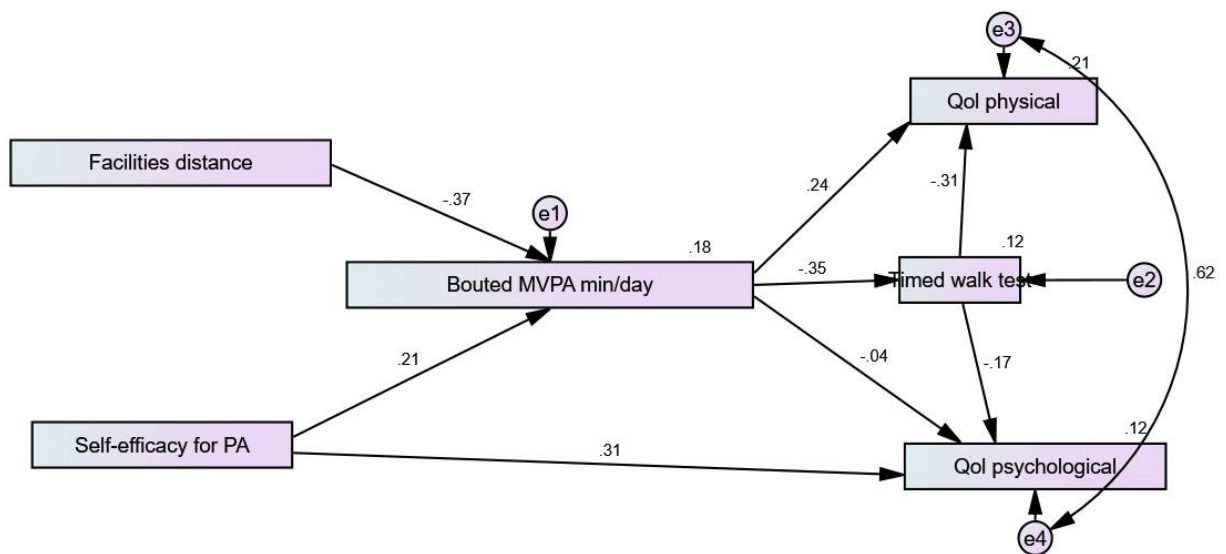 e3
.21
Qol physical
Facilities distance
.24
-.31
-.37
e1
.12
.18
-.35
Timed walk test
e2
.62
Bouted MVPA min/day
.21
-.04
-.17
Self-efficacy for PA
.31
.12
Qol psychological
e4